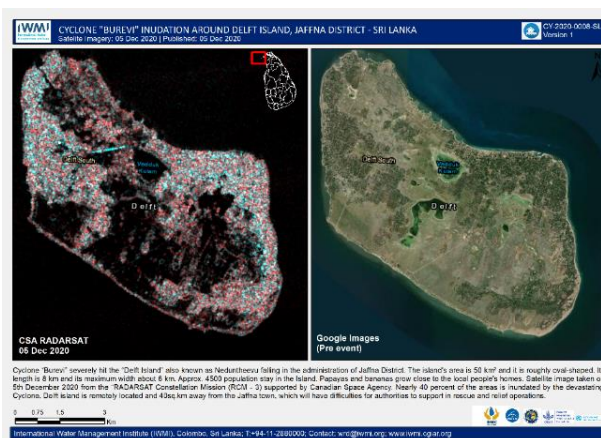 IWMI
CYCLONE "BUREVI" INUDATION AROUND DELFT ISLAND, JAFFNA DISTRICT - SRI LANKA
Satelite Imagery: 05 Dec 2020 | Published: 05 Dec 2020
CY-2020-0008-SL
Version 1
Delft South
Delft
CSA RADARSAT
05 Dec 2020
Delft South
Delft
Google Images
(Pre event)
Cyclone "Burevi" severely hit the "Delft Island" also known as Neduntheevu falling in the administration of Jaffna District. The island's area is 50 km² and it is roughly oval-shaped. Its
length is 8 km and its maximum width about 6 km. Approx. 4500 population stay in the Island. Papayas and bananas grow close to the local people's homes. Satellite image taken o
5th December 2020 from the "RADARSAT Constellation Mission (RCM - 3) supported by Canadian Space Agency. Nearly 40 percent of the areas is inundated by the devastating
Cyclone. Delft island is remotely located and 40sq.km away from the Jaffna town, which will have difficulties for authorities to support in rescue and relief operations.
0 0.75 1.5 3
Km
International Water Management Institute (IWMI), Colombo, Sri Lanka; T:+94-11-2880000; Contact: wrd@iwmi.org; www.iwmi.cgiar.org